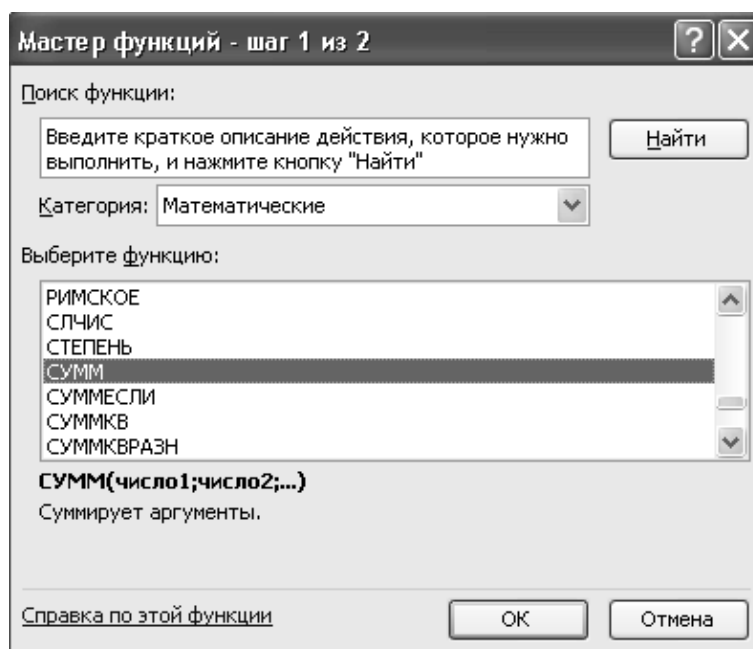 Мастер функций - шаг 1 из 2
Поиск функции:
Введите краткое описание действия, которое нужно
выполнить, и нажмите кнопку "Найти"
Найти
Категория: Математические
Выберите функцию:
РИМСКОЕ
СЛЧИС
СТЕПЕНЬ
СУММ
СУММЕСЛИ
СУММКВ
СУММКВРАЗН
СУММ(число1;число2;...)
Суммирует аргументы.
Справка по этой функции
ОК
Отмена